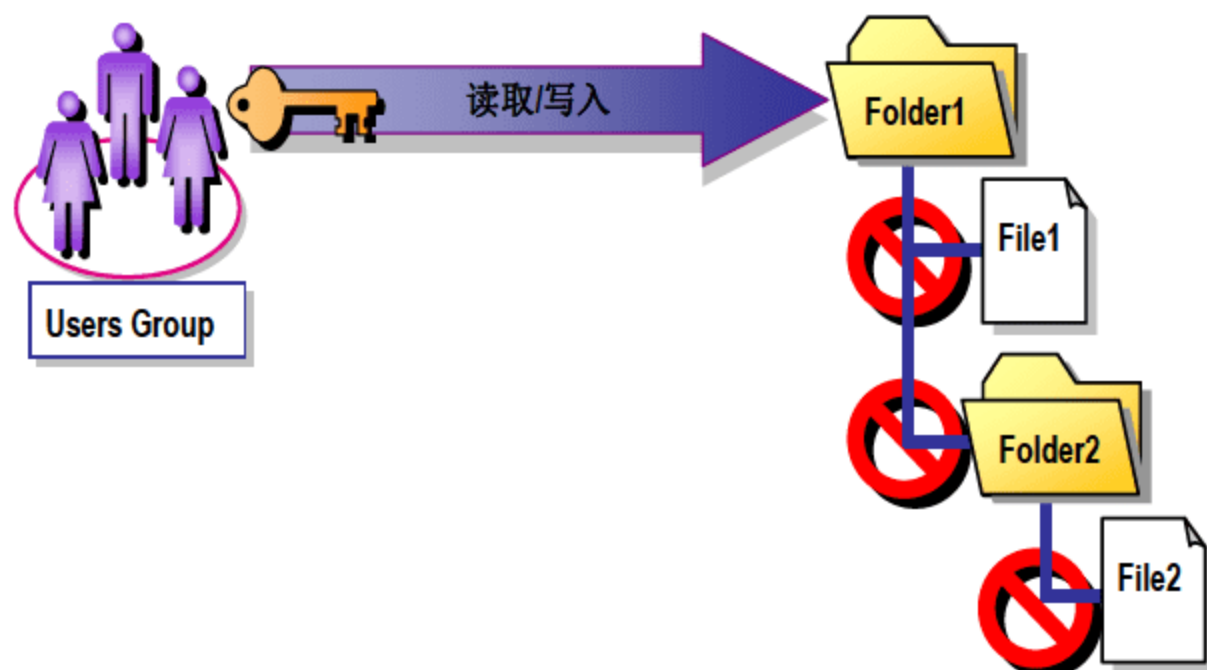 读取/写入
Folder1
File1
Users Group
Folder2
File2